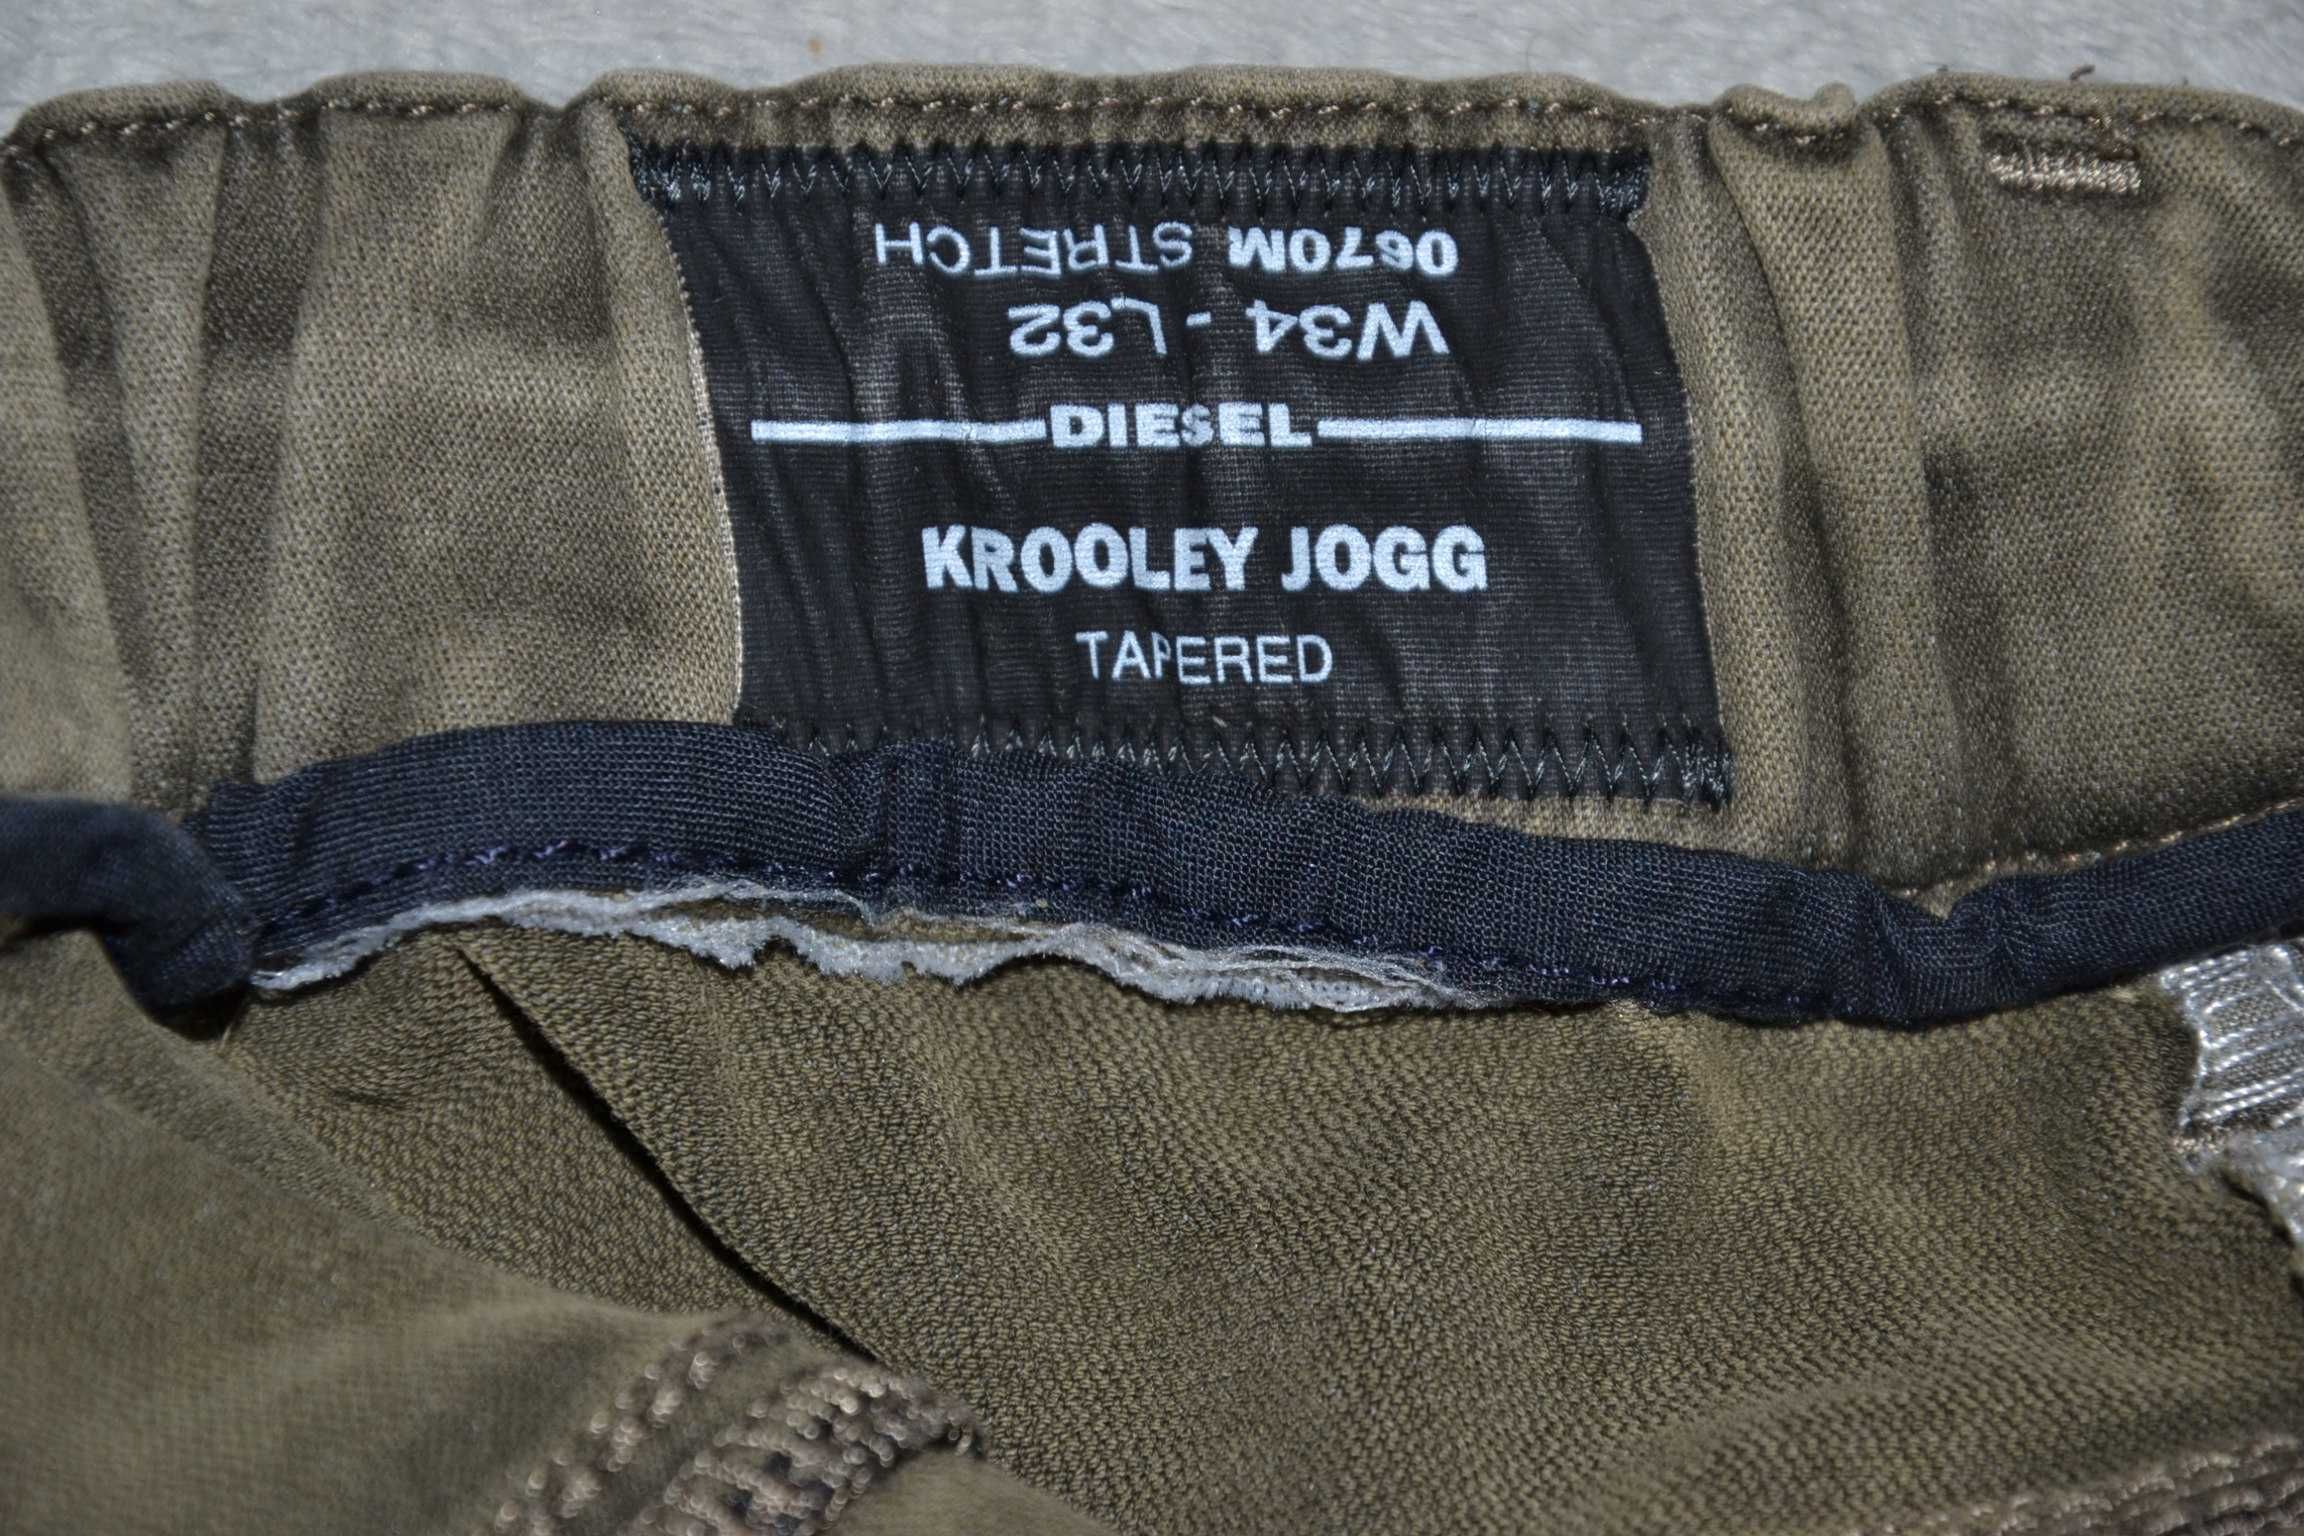 0670M STRETCH
W34 - L32
DIESEL
KROOLEY JOGG
TAPERED